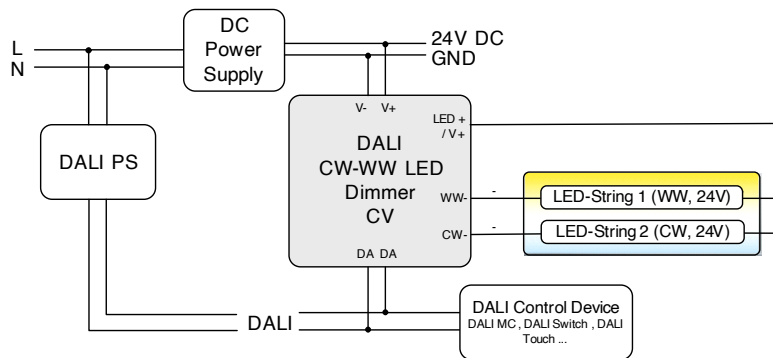 DC
Power
Supply
L
N
24V DC
GND
DALI PS
V- V+
LED +
/ V+
DALI
CW-WW LED
Dimmer
CV
WW-
CW-
- 
-
LED-String 1 (WW, 24V)
LED-String 2 (CW, 24V)
DA DA
DALI
DALI Control Device
DALI MC , DALI Switch , DALI
Touch ...